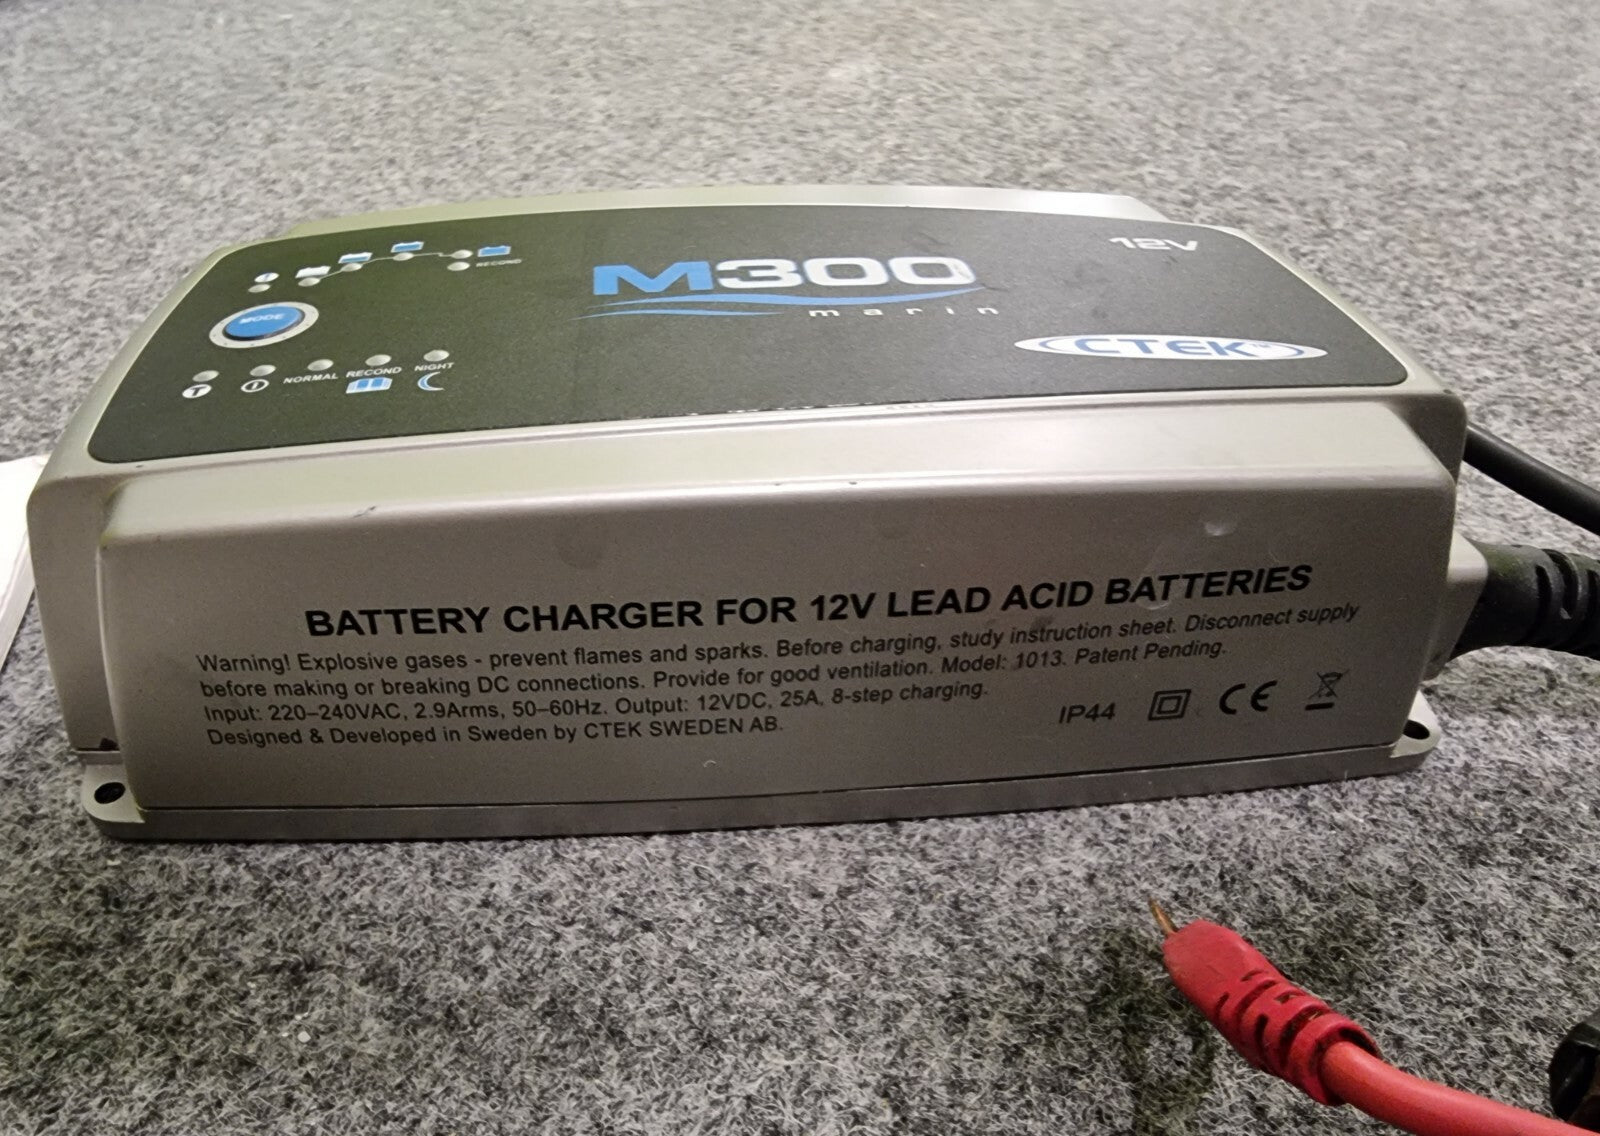 12V
M300
marin
CTEK™
RECOND
MODE
T
NORMAL RECOND NIGHT
BATTERY CHARGER FOR 12V LEAD ACID BATTERIES
Warning! Explosive gases - prevent flames and sparks. Before charging, study instruction sheet. Disconnect supply
before making or breaking DC connections. Provide for good ventilation. Model: 1013. Patent Pending.
Input: 220–240VAC, 2.9Arms, 50–60Hz. Output: 12VDC, 25A, 8-step charging.
Designed & Developed in Sweden by CTEK SWEDEN AB.
IP44 CE